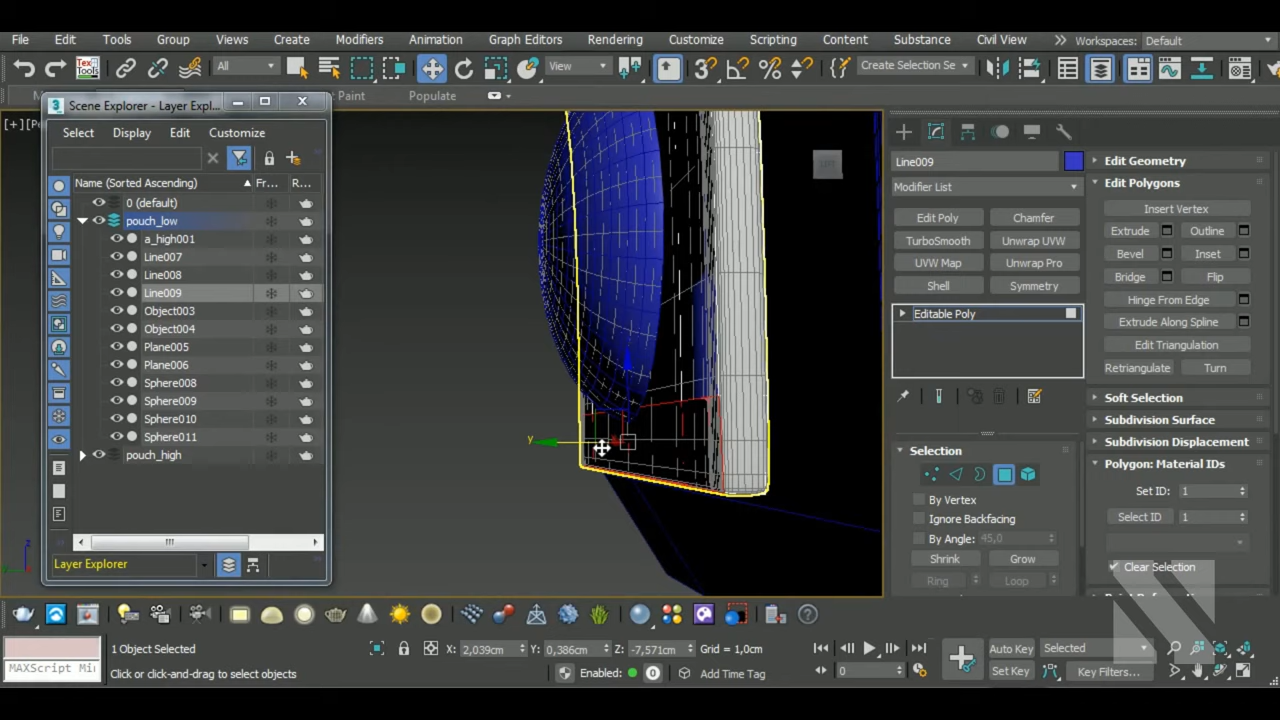 File Edit Tools Group Views Create Modifiers Animation Graph Editors Rendering Customize Scripting Content Substance Civil View Workspaces: Default
Tex Tools All View Create Selection Se
Paint Populate
Scene Explorer - Layer Expl...
Select Display Edit Customize
Name (Sorted Ascending) Fr... R...
0 (default)
pouch_low
a_high001
Line007
Line008
Line009
Object003
Object004
Plane005
Plane006
Sphere008
Sphere009
Sphere010
Sphere011
pouch_high
Layer Explorer
[+]
y
z
Line009
Modifier List
Edit Poly Chamfer
TurboSmooth Unwrap UVW
UVW Map Unwrap Pro
Shell Symmetry
Editable Poly
Selection
By Vertex
Ignore Backfacing
By Angle: 45,0
Shrink Grow
Ring Loop
Edit Geometry
Edit Polygons
Insert Vertex
Extrude Outline
Bevel Inset
Bridge Flip
Hinge From Edge
Extrude Along Spline
Edit Triangulation
Retriangulate Turn
Soft Selection
Subdivision Surface
Subdivision Displacement
Polygon: Material IDs
Set ID: 1
Select ID 1
Clear Selection
1 Object Selected X: 2,039cm Y: 0,386cm Z: -7,571cm Grid = 1,0cm Auto Key Selected
MAXScript Mi Click or click-and-drag to select objects Enabled: 0 Add Time Tag 0 Set Key Key Filters...